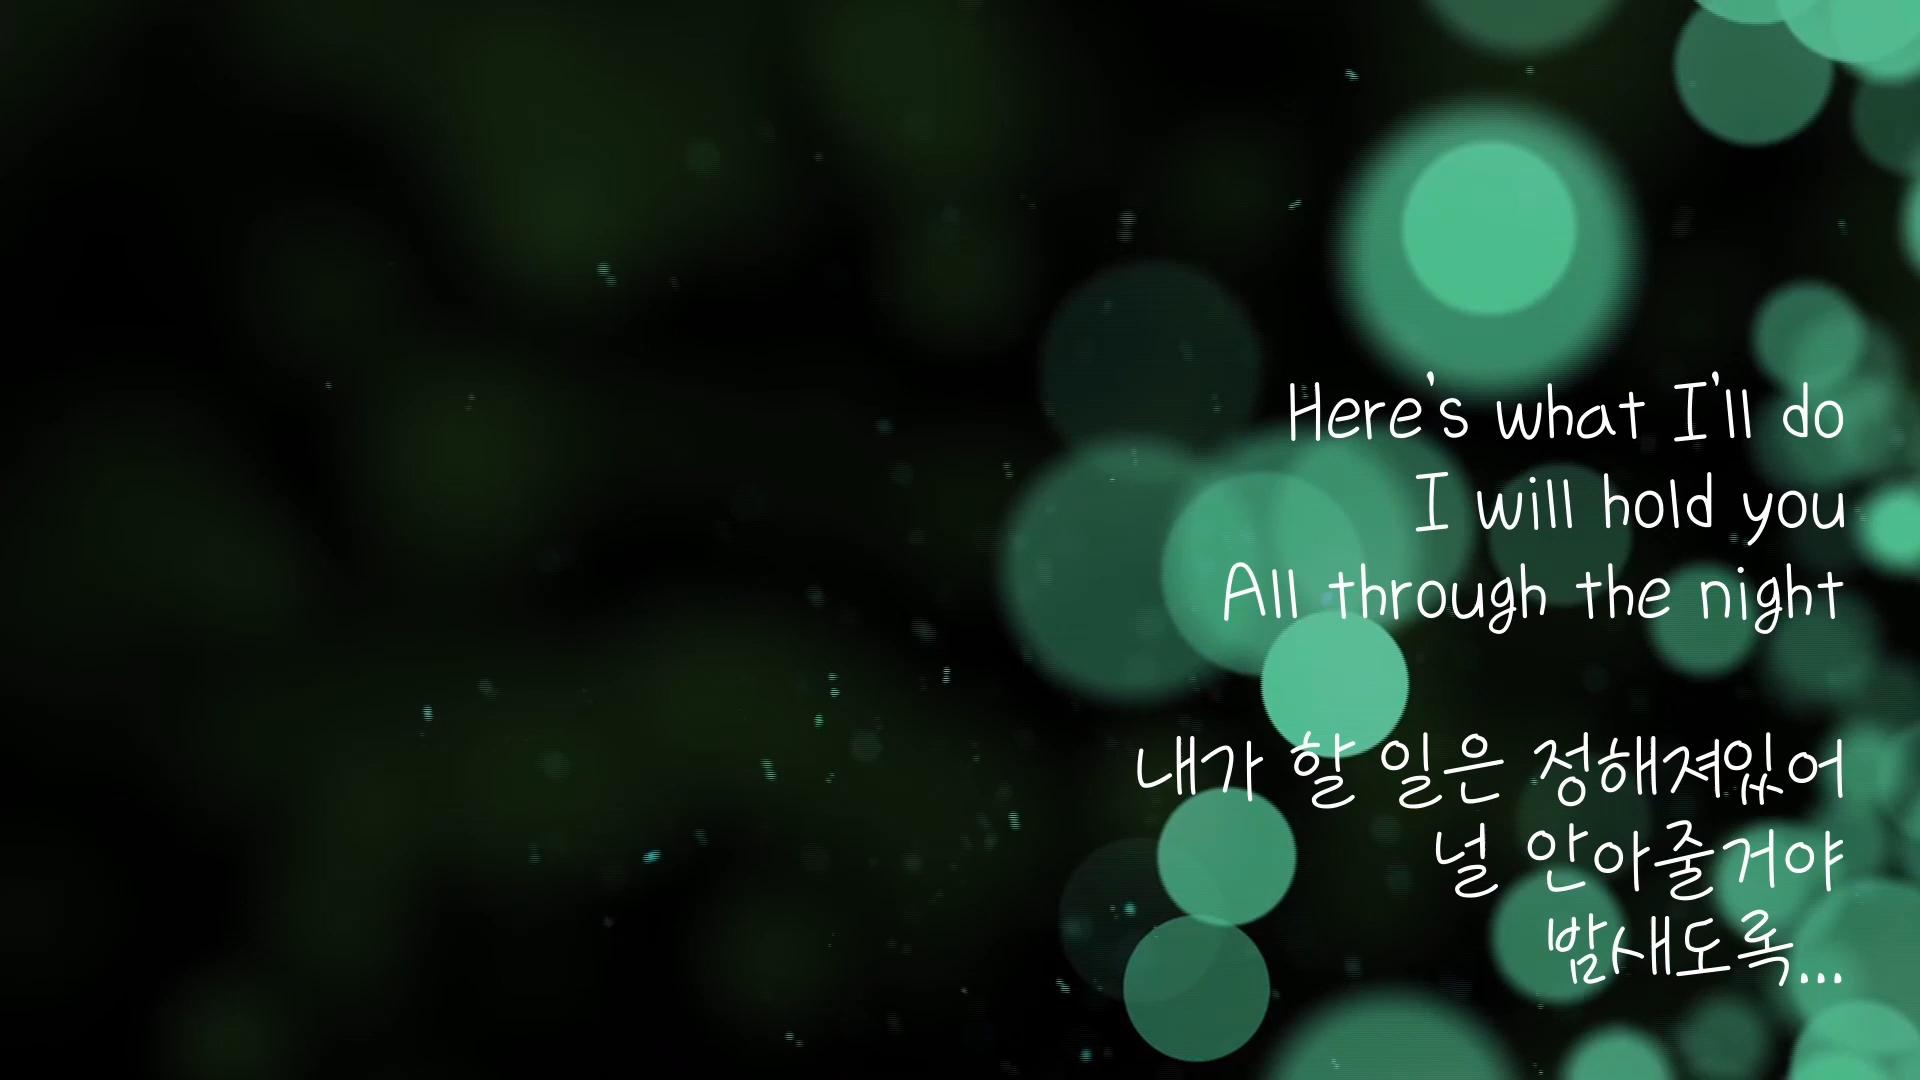 Here's what I'll do
I will hold you
All through the night
내가 할 일은 정해져있어
널 안아줄거야
밤새도록...